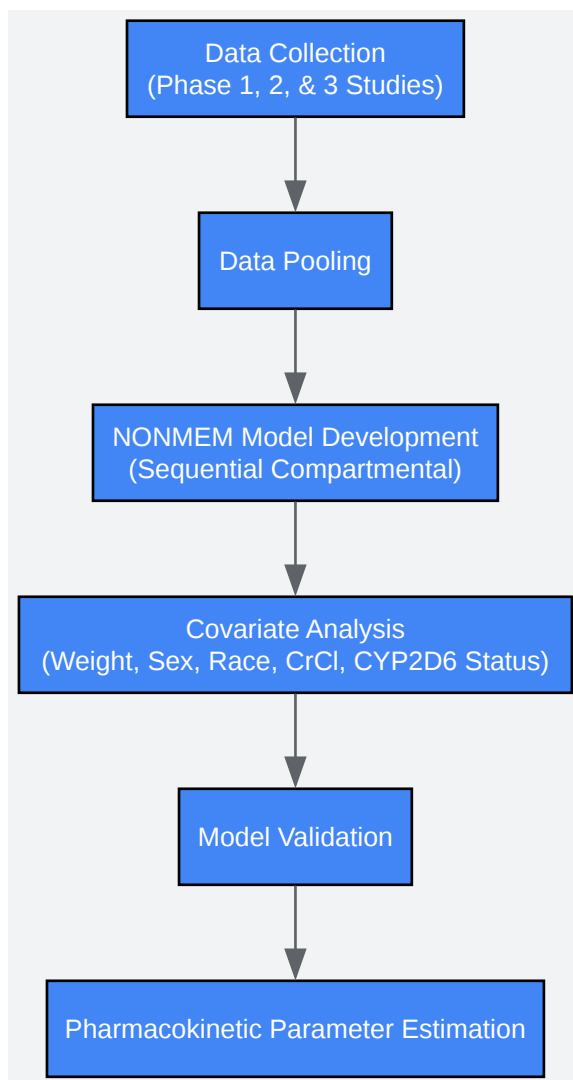 Data Collection
(Phase 1, 2, & 3 Studies)
Data Pooling
NONMEM Model Development
(Sequential Compartmental)
Covariate Analysis
(Weight, Sex, Race, CrCl, CYP2D6 Status)
Model Validation
Pharmacokinetic Parameter Estimation